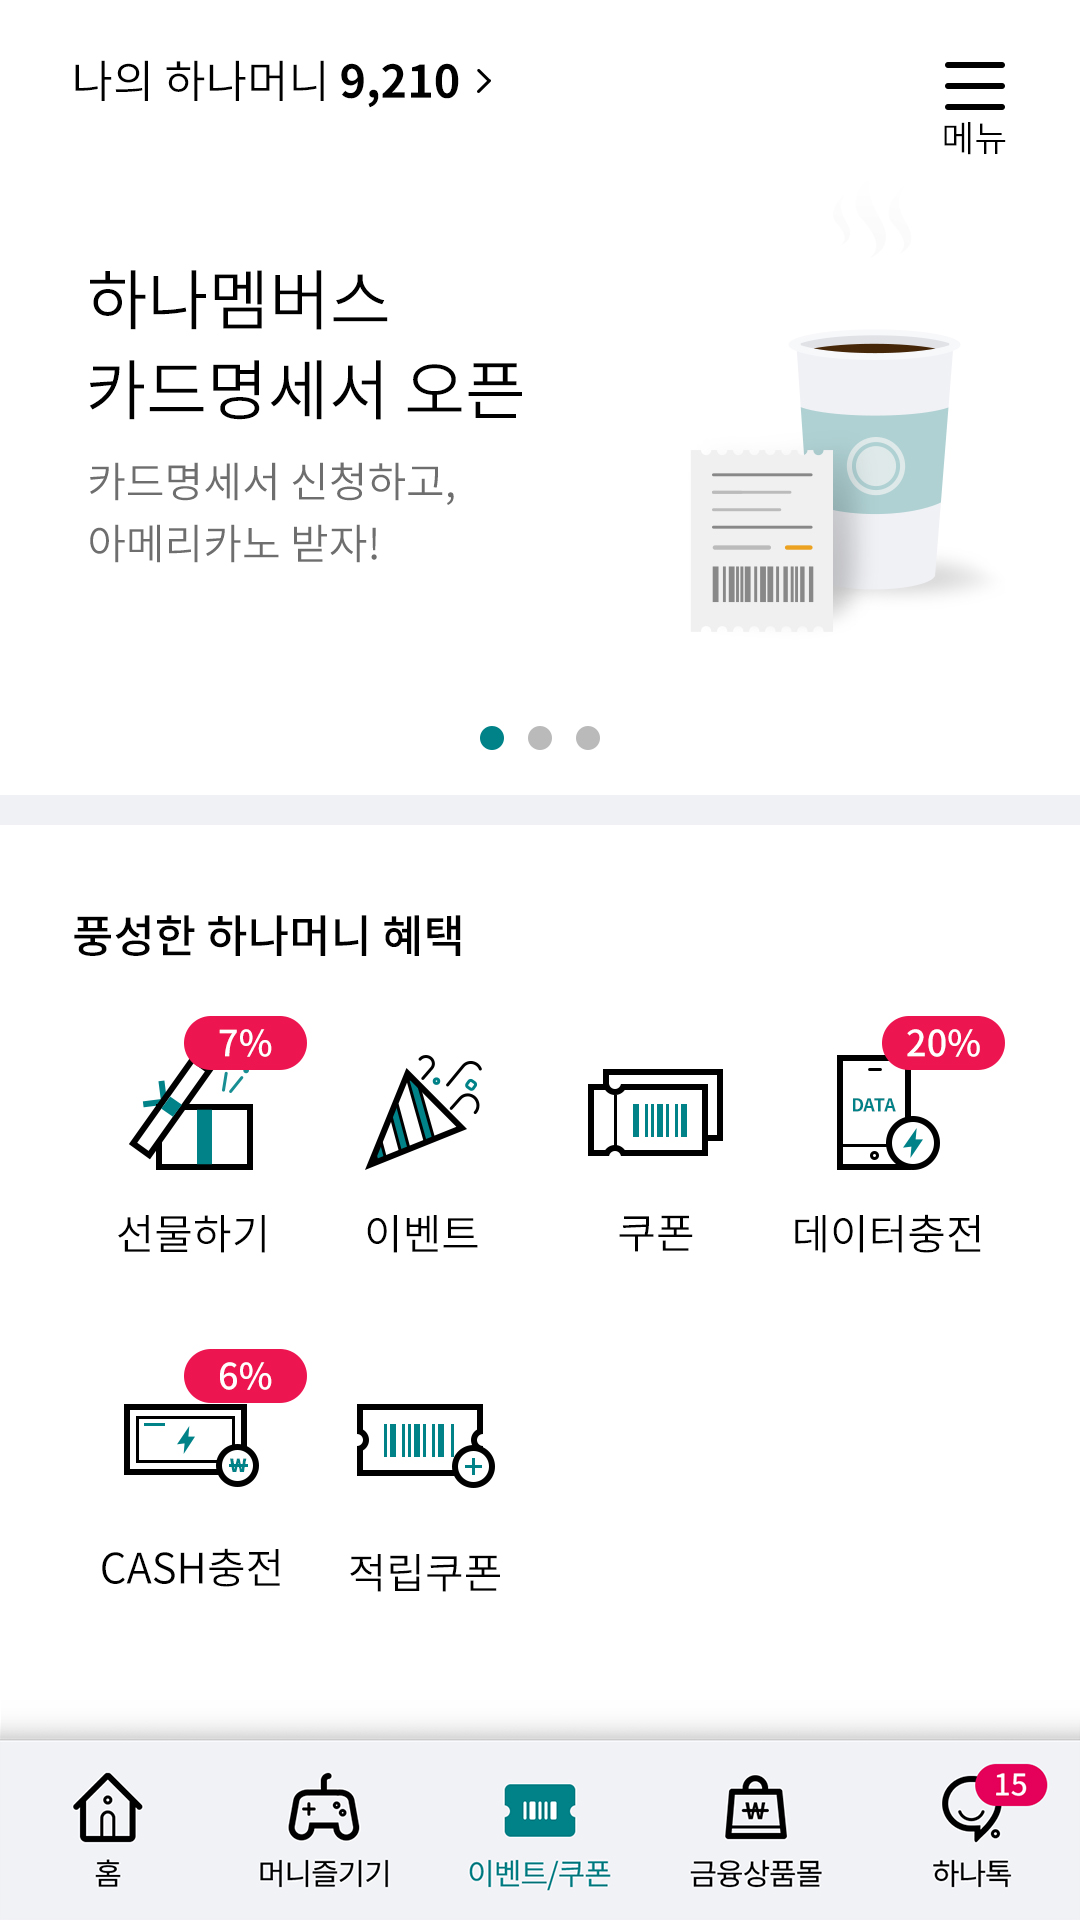 나의 하나머니 9,210
메뉴
하나멤버스
카드명세서 오픈
카드명세서 신청하고,
아메리카노 받자!
풍성한 하나머니 혜택
7%
20%
DATA
선물하기
이벤트
쿠폰
데이터충전
6%
₩
CASH충전
적립쿠폰
₩
15
홈
머니즐기기
이벤트/쿠폰
금융상품몰
하나톡